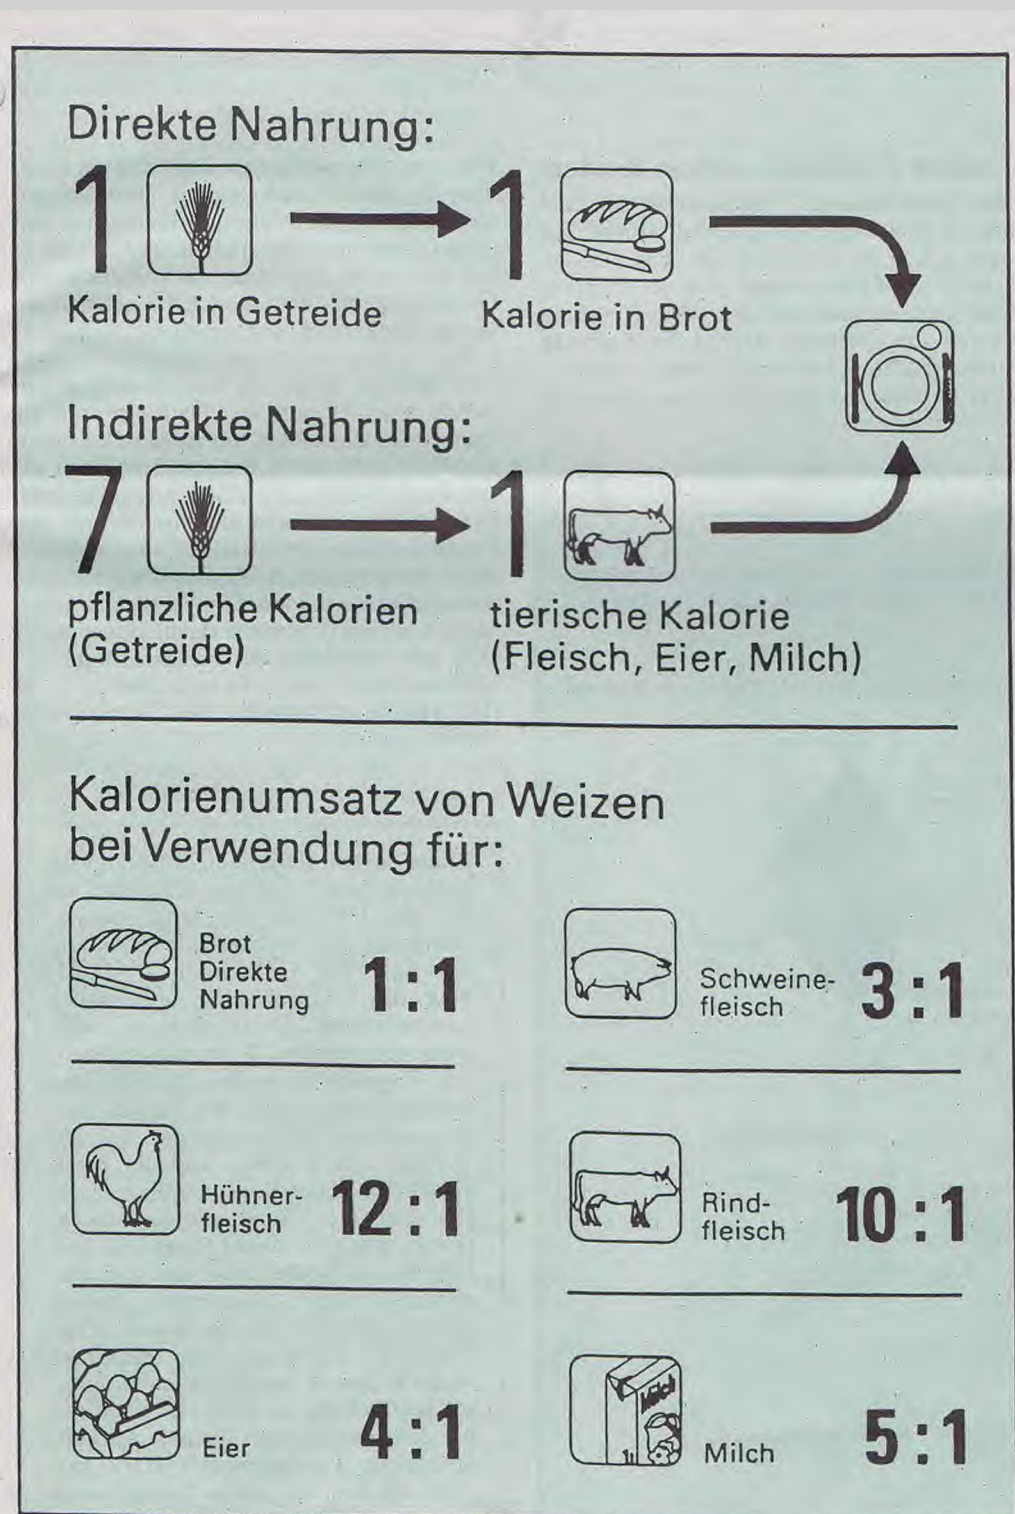 Direkte Nahrung:
1
1
Kalorie in Getreide
Kalorie in Brot
Indirekte Nahrung:
7
1
pflanzliche Kalorien
(Getreide)
tierische Kalorie
(Fleisch, Eier, Milch)
Kalorienumsatz von Weizen
bei Verwendung für:
Brot
Direkte
Nahrung
1:1
Schweine-
fleisch
3:1
Hühner-
fleisch
12:1
Rind-
fleisch
10:1
Eier
4:1
Milch
Milch
5:1